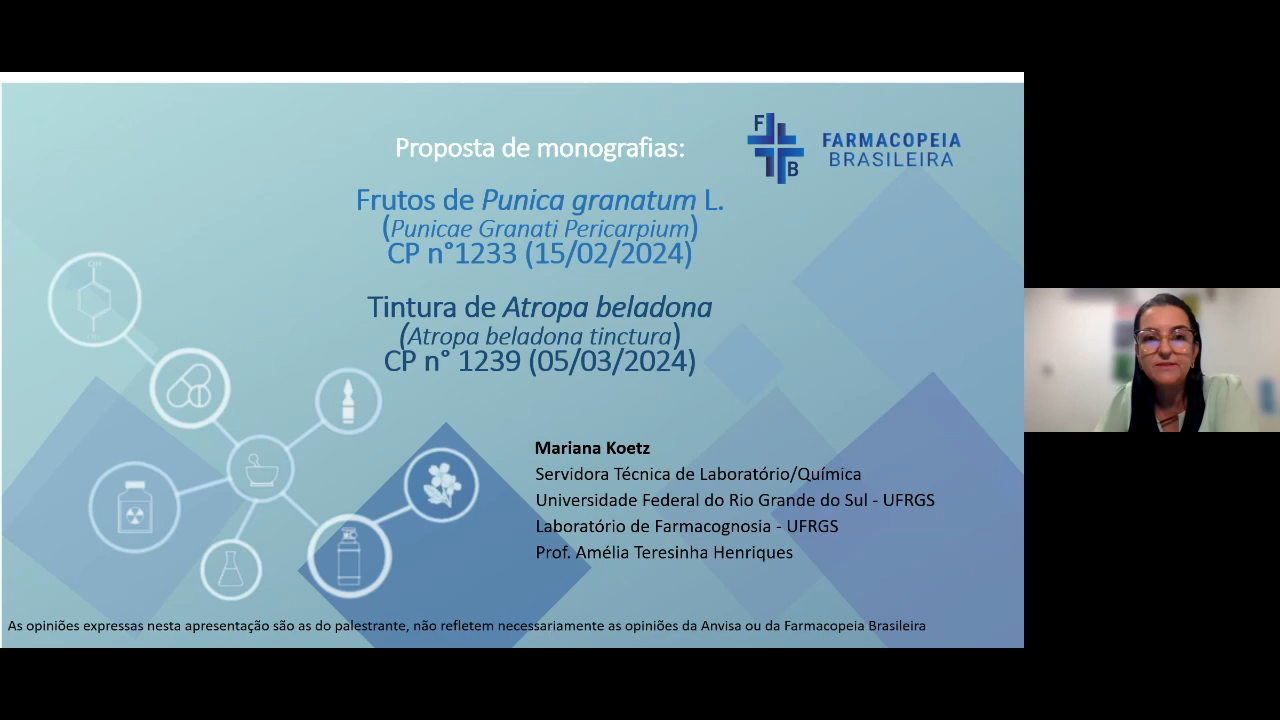 Proposta de monografias:
F
B
FARMACOPEIA
BRASILEIRA
Frutos de Punica granatum L.
(Punicae Granati Pericarpium)
CP n°1233 (15/02/2024)
Tintura de Atropa beladona
(Atropa beladona tinctura)
CP n° 1239 (05/03/2024)
OH
OH
Mariana Koetz
Servidora Técnica de Laboratório/Química
Universidade Federal do Rio Grande do Sul - UFRGS
Laboratório de Farmacognosia - UFRGS
Prof. Amélia Teresinha Henriques
As opiniões expressas nesta apresentação são as do palestrante, não refletem necessariamente as opiniões da Anvisa ou da Farmacopeia Brasileira